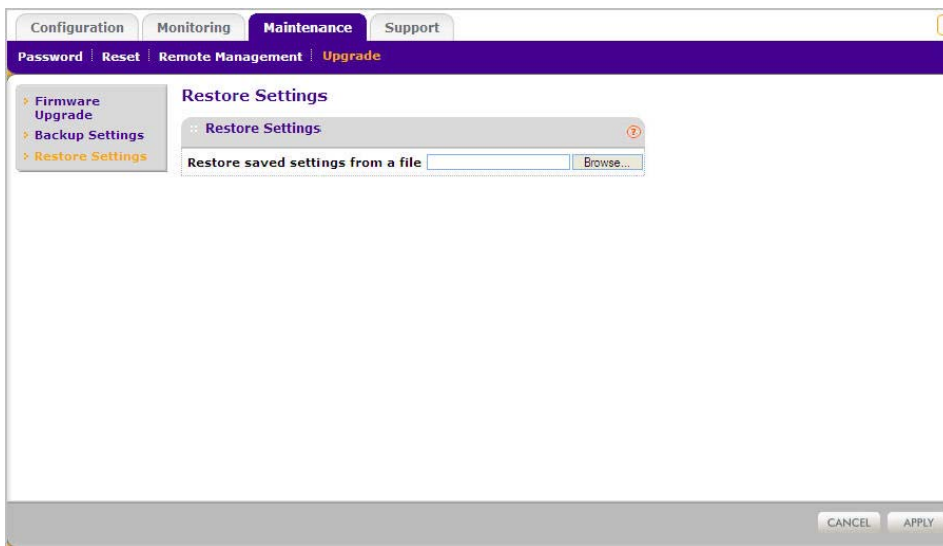 Configuration Monitoring Maintenance Support
Password Reset Remote Management Upgrade
Firmware
Upgrade
Backup Settings
Restore Settings
Restore Settings
Restore Settings
?
Restore saved settings from a file Browse...
CANCEL APPLY